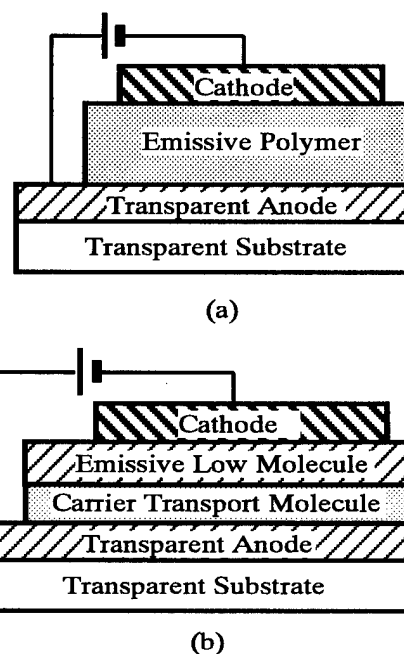 Cathode
Emissive Polymer
Transparent Anode
Transparent Substrate
(a)
Cathode
Emissive Low Molecule
Carrier Transport Molecule
Transparent Anode
Transparent Substrate
(b)